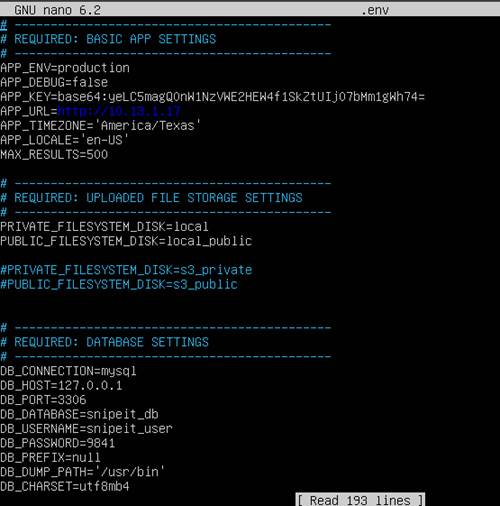 GNU nano 6.2 .env
# --------------------------------------------
# REQUIRED: BASIC APP SETTINGS
# --------------------------------------------
APP_ENV=production
APP_DEBUG=false
APP_KEY=base64:yeLC5magQ0nW1NzVWE2HEW4f1SkZtUIjO7bMm1gWh74=
APP_URL=http://10.13.1.17
APP_TIMEZONE='America/Texas'
APP_LOCALE='en-US'
MAX_RESULTS=500
# --------------------------------------------
# REQUIRED: UPLOADED FILE STORAGE SETTINGS
# --------------------------------------------
PRIVATE_FILESYSTEM_DISK=local
PUBLIC_FILESYSTEM_DISK=local_public
#PRIVATE_FILESYSTEM_DISK=s3_private
#PUBLIC_FILESYSTEM_DISK=s3_public
# --------------------------------------------
# REQUIRED: DATABASE SETTINGS
# --------------------------------------------
DB_CONNECTION=mysql
DB_HOST=127.0.0.1
DB_PORT=3306
DB_DATABASE=snipeit_db
DB_USERNAME=snipeit_user
DB_PASSWORD=9841
DB_PREFIX=null
DB_DUMP_PATH='/usr/bin'
DB_CHARSET=utf8mb4
[ Read 193 lines ]